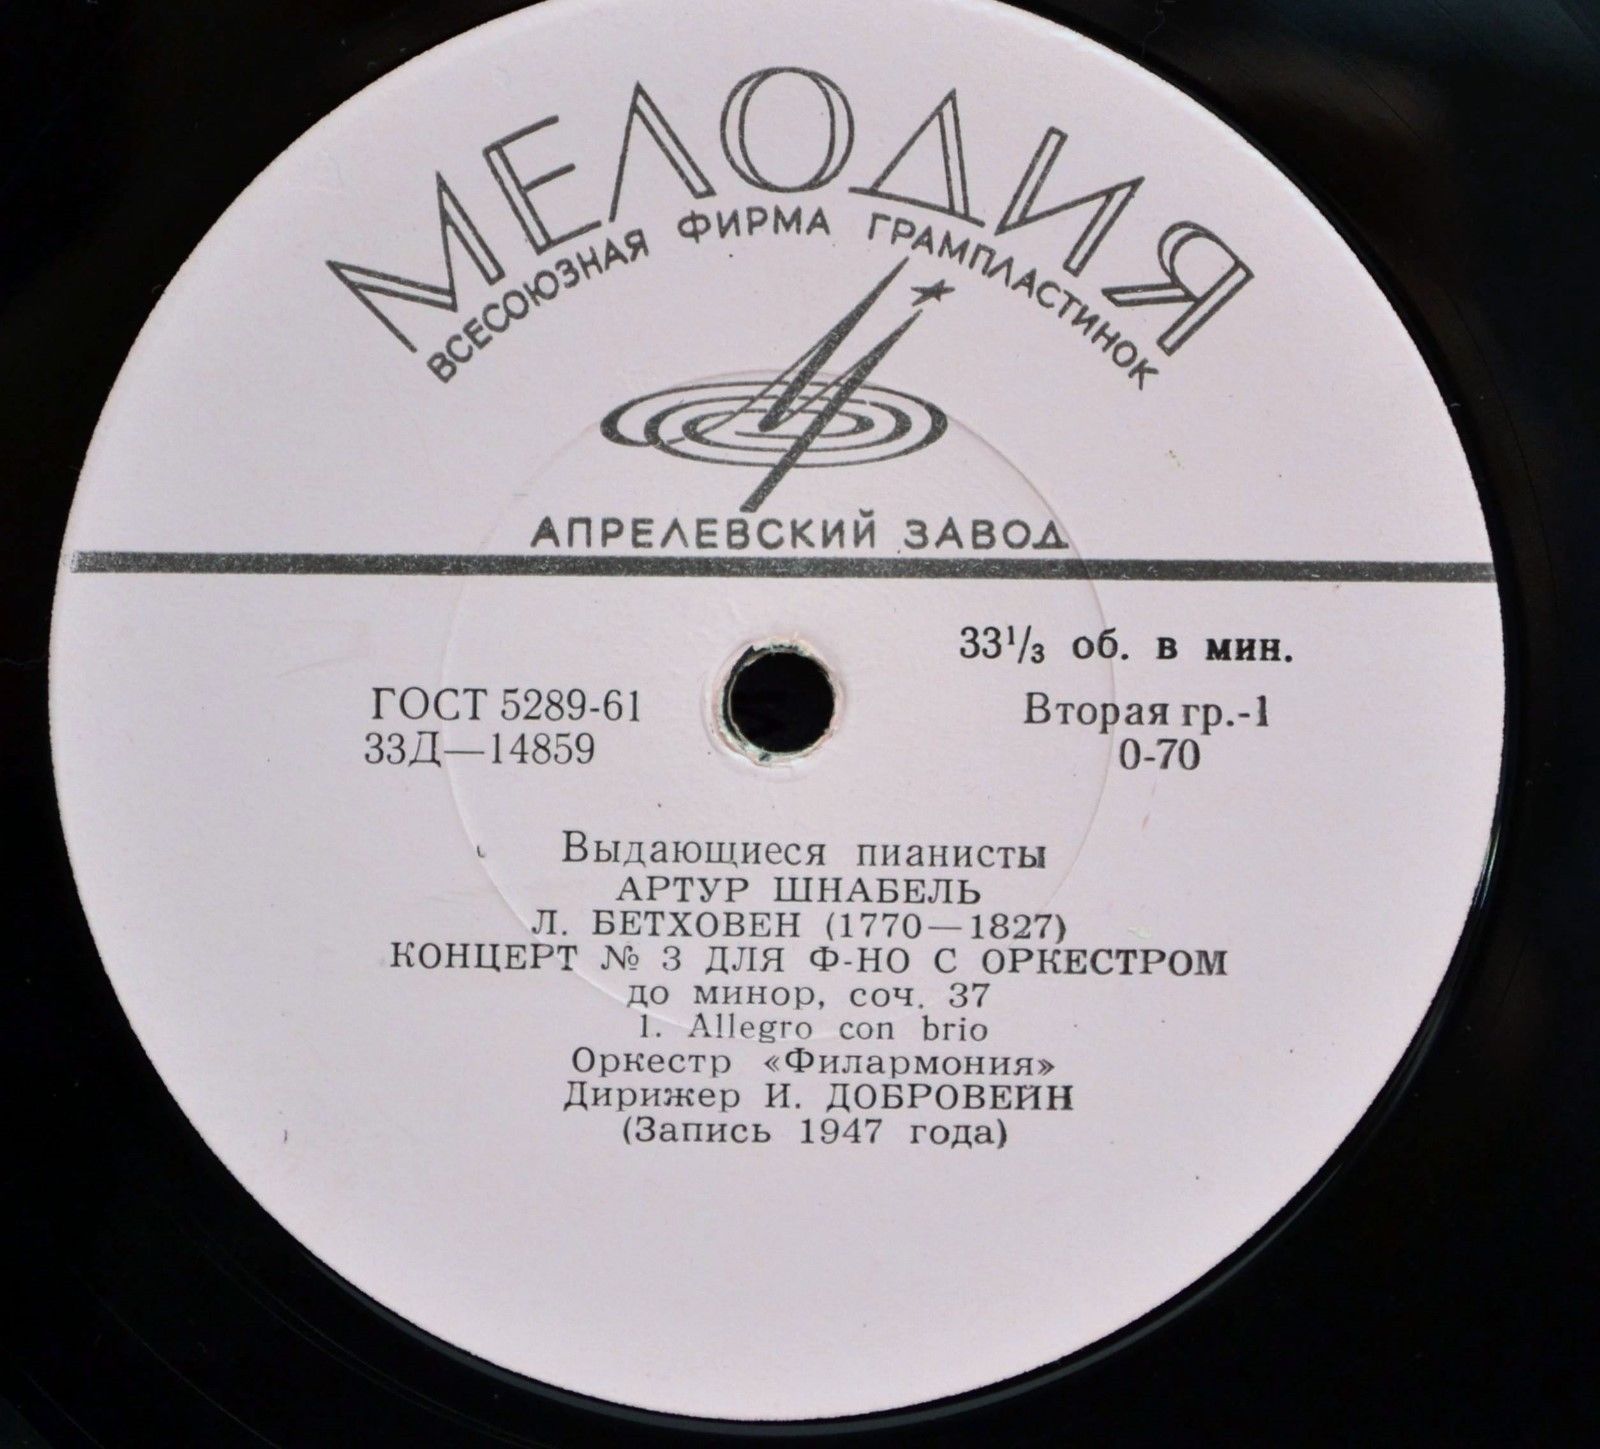 МЕЛОДИЯ
ВСЕСОЮЗНАЯ ФИРМА ГРАМПЛАСТИНОК
АПРЕЛЕВСКИЙ ЗАВОД
33⅓ об. в мин.
ГОСТ 5289-61
Вторая гр.-1
33Д—14859
0-70
Выдающиеся пианисты
АРТУР ШНАБЕЛЬ
Л. БЕТХОВЕН (1770—1827)
КОНЦЕРТ № 3 ДЛЯ Ф-НО С ОРКЕСТРОМ
до минор, соч. 37
1. Allegro con brio
Оркестр «Филармония»
Дирижер И. ДОБРОВЕЙН
(Запись 1947 года)